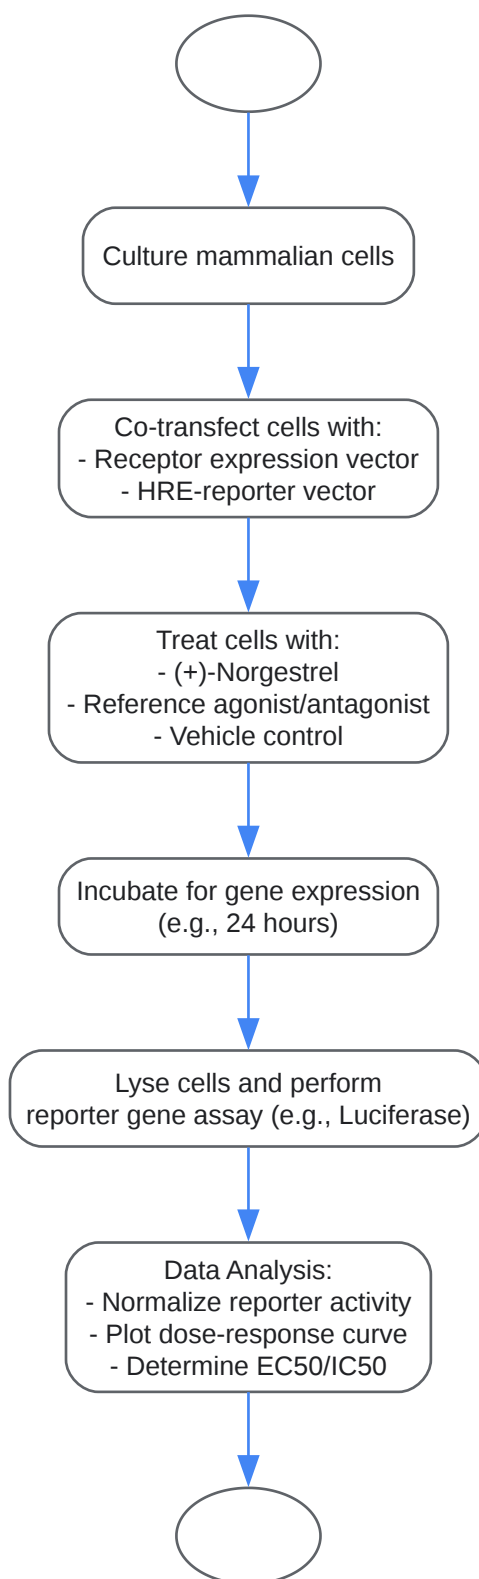 Culture mammalian cells
Co-transfect cells with:
- Receptor expression vector
- HRE-reporter vector
Treat cells with:
- (+)-Norgestrel
- Reference agonist/antagonist
- Vehicle control
Incubate for gene expression
(e.g., 24 hours)
Lyse cells and perform
reporter gene assay (e.g., Luciferase)
Data Analysis:
- Normalize reporter activity
- Plot dose-response curve
- Determine EC50/IC50